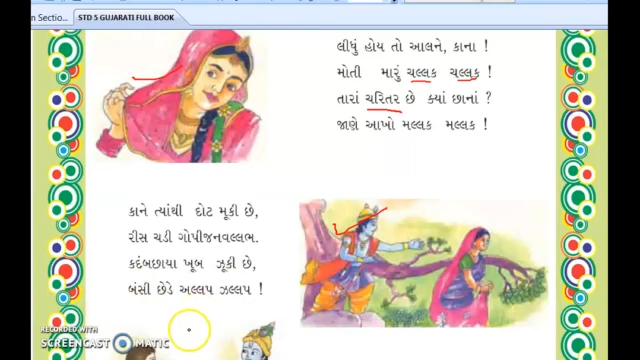 in Sectio...
STD 5 GUJARATI FULL BOOK
લીધું હોય તો આલને, કાના !
મોતી મારું ચલ્લક ચલ્લક !
તારાં ચરિતર છે ક્યાં છાનાં ?
જાણે આખો મલ્લક મલ્લક !
કાને ત્યાંથી દોટ મૂકી છે,
રીસ ચડી ગોપીજનવલ્લભ.
કદંબછાયા ખૂબ ઝૂકી છે,
બંસી છેડે અલ્લપ ઝલ્લપ !
RECORDED WITH
SCREENCAST MATIC